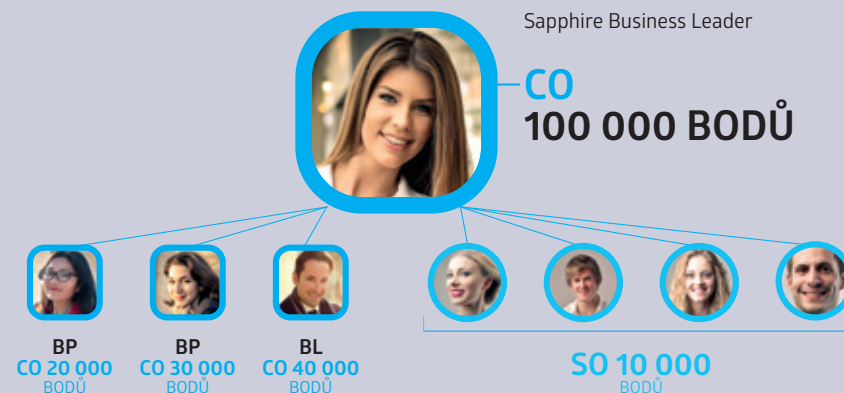 Sapphire Business Leader
CO
100 000 BODŮ
BP
CO 20 000
BODŮ
BP
CO 30 000
BODŮ
BL
CO 40 000
BODŮ
SO 10 000
BODŮ